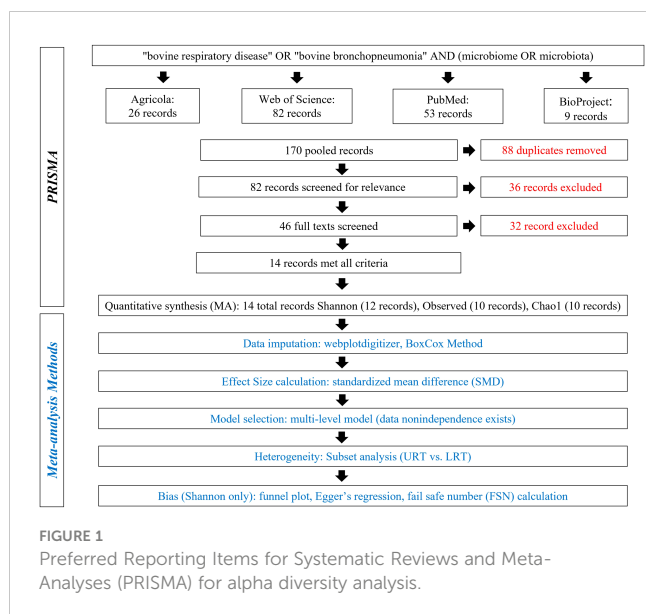 "bovine respiratory disease" OR "bovine bronchopneumonia" AND (microbiome OR microbiota)
Agricola:
26 records
Web of Science:
82 records
PubMed:
53 records
BioProject:
9 records
170 pooled records
88 duplicates removed
82 records screened for relevance
36 records excluded
46 full texts screened
32 record excluded
14 records met all criteria
PRISMA
Quantitative synthesis (MA): 14 total records Shannon (12 records), Observed (10 records), Chao1 (10 records)
Meta-analysis Methods
Data imputation: webplotdigitizer, BoxCox Method
Effect Size calculation: standardized mean difference (SMD)
Model selection: multi-level model (data nonindependence exists)
Heterogeneity: Subset analysis (URT vs. LRT)
Bias (Shannon only): funnel plot, Egger's regression, fail safe number (FSN) calculation
FIGURE 1
Preferred Reporting Items for Systematic Reviews and Meta-
Analyses (PRISMA) for alpha diversity analysis.